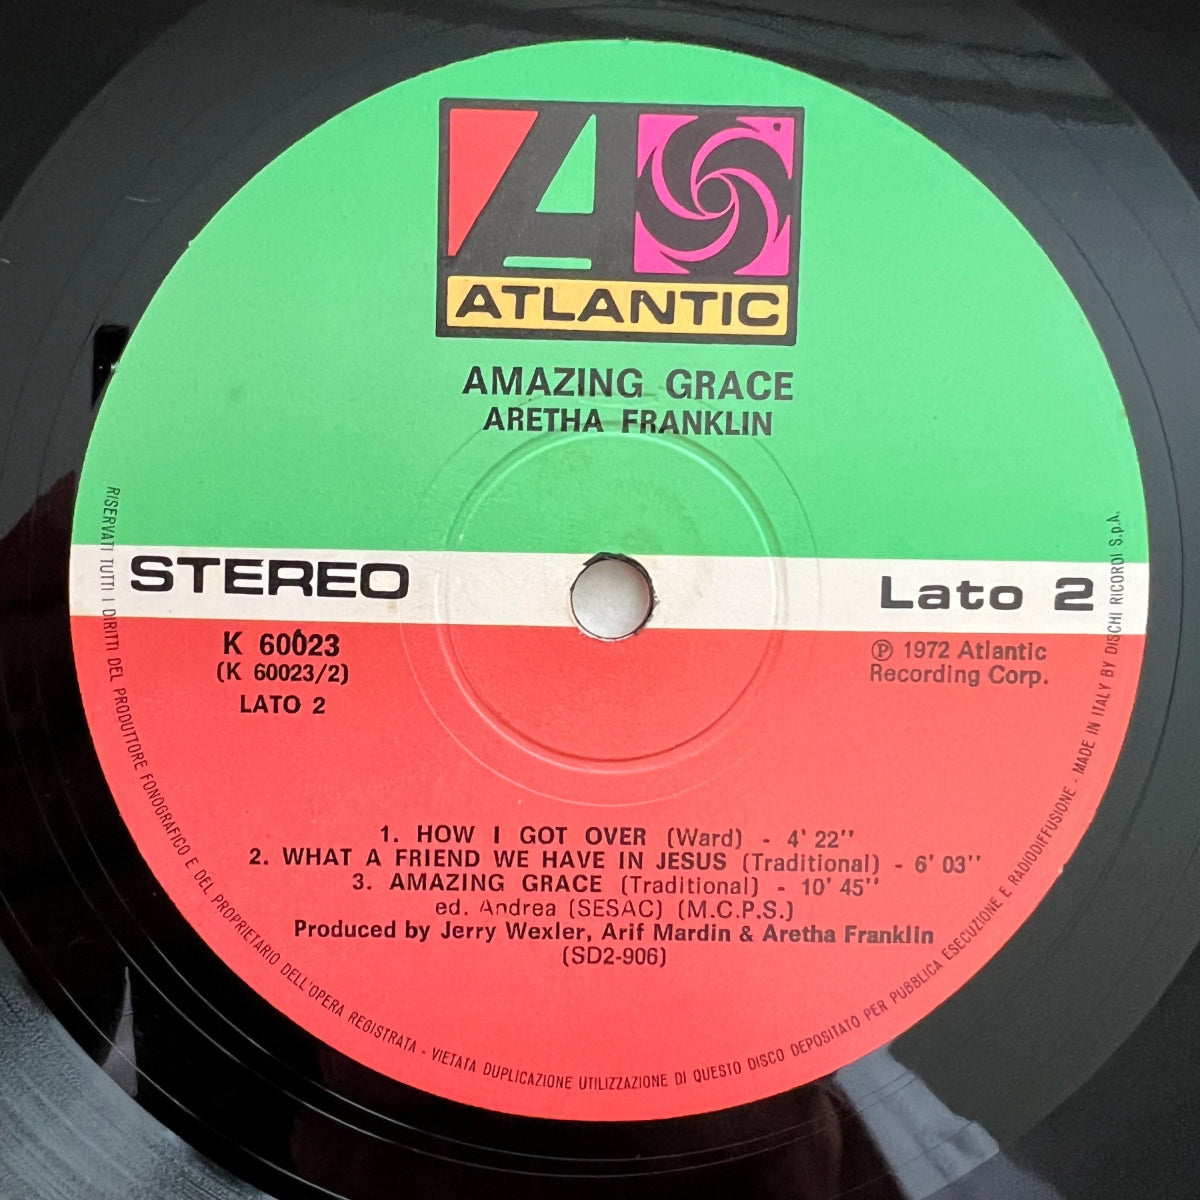 ATLANTIC
AMAZING GRACE
ARETHA FRANKLIN
STEREO
Lato 2
K 60023
(K 60023/2)
LATO 2
Ⓟ 1972 Atlantic
Recording Corp.
1. HOW I GOT OVER (Ward) - 4' 22''
2. WHAT A FRIEND WE HAVE IN JESUS (Traditional) - 6' 03''
3. AMAZING GRACE (Traditional) - 10' 45''
ed. Andrea (SESAC) (M.C.P.S.)
Produced by Jerry Wexler, Arif Mardin & Aretha Franklin
(SD2-906)
RISERVATI TUTTI I DIRITTI DEL PRODUTTORE FONOGRAFICO E DEL PROPRIETARIO DELL'OPERA REGISTRATA - VIETATA DUPLICAZIONE UTILIZZAZIONE DI QUESTO DISCO DEPOSITATO PER PUBBLICA ESECUZIONE E RADIODIFFUSIONE - MADE IN ITALY BY DISCHI RICORDI S.p.A.